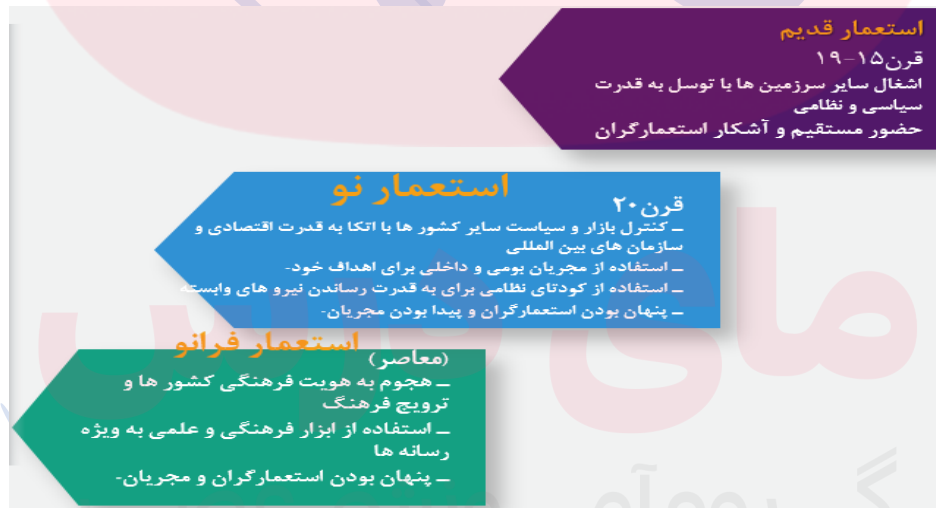 استعمار قدیم
قرن۱۵-۱۹
اشغال سایر سرزمین ها با توسل به قدرت
سیاسی و نظامی
حضور مستقیم و آشکار استعمارگران
استعمار نو
قرن۲۰
_ کنترل بازار و سیاست سایر کشور ها با اتکا به قدرت اقتصادی و
سازمان های بین المللی
_ استفاده از مجریان بومی و داخلی برای اهداف خود-
_ استفاده از کودتای نظامی برای به قدرت رساندن نیرو های وابسته
_ پنهان بودن استعمارگران و پیدا بودن مجریان-
استعمار فرانو
(معاصر)
_ هجوم به هویت فرهنگی کشور ها و
ترویج فرهنگ
_ استفاده از ابزار فرهنگی و علمی به ویژه
رسانه ها
_ پنهان بودن استعمارگران و مجریان-
مای درس